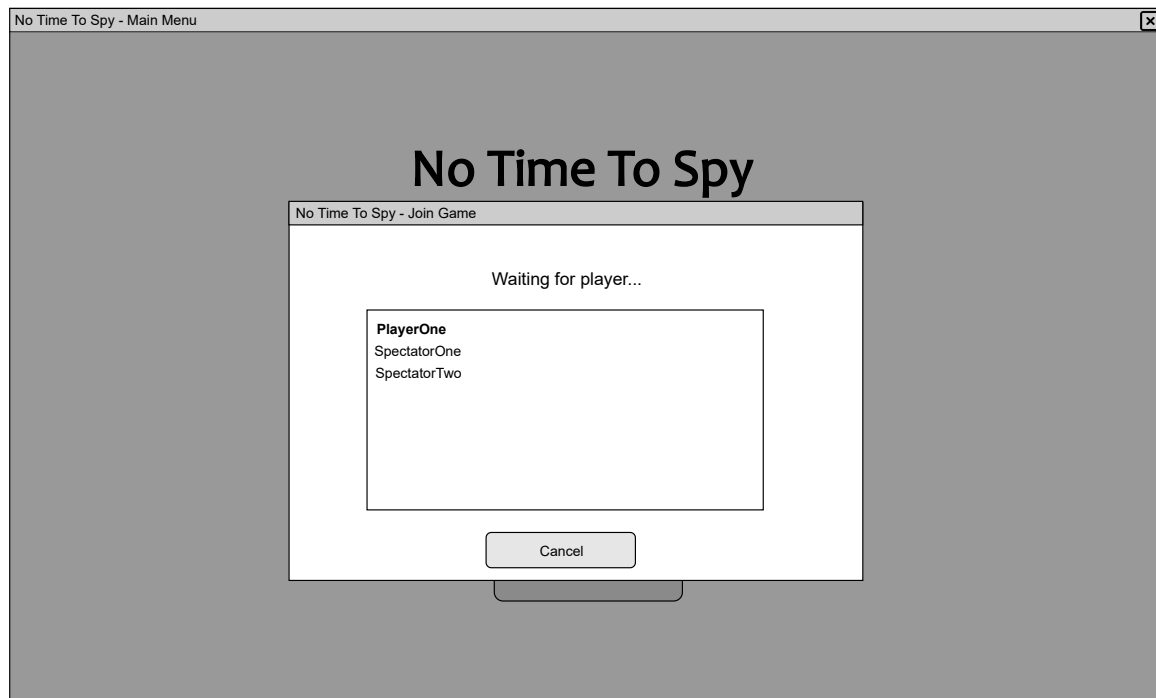 No Time To Spy - Main Menu
No Time To Spy
No Time To Spy - Join Game
Waiting for player...
PlayerOne
SpectatorOne
SpectatorTwo
Cancel